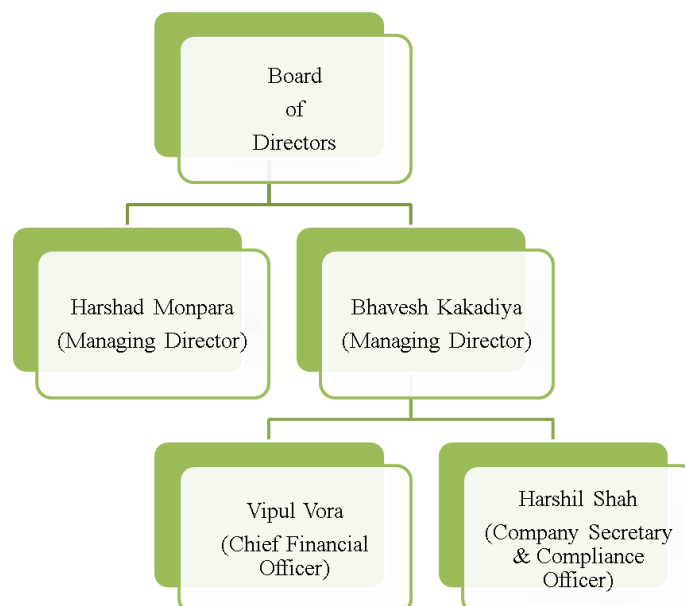 Board
of
Directors
Harshad Monpara
(Managing Director)
Bhavesh Kakadiya
(Managing Director)
Vipul Vora
(Chief Financial
Officer)
Harshil Shah
(Company Secretary
& Compliance
Officer)